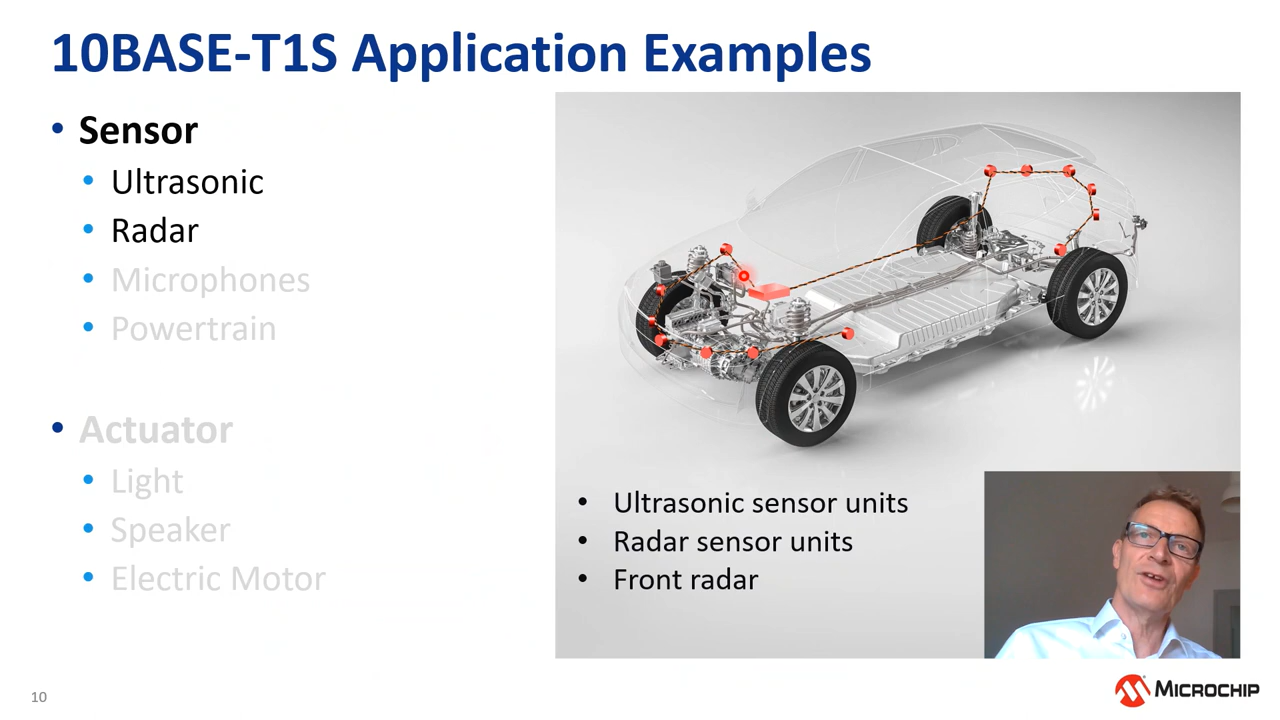 10BASE-T1S Application Examples
• Sensor
• Ultrasonic
• Radar
• Microphones
• Powertrain
• Actuator
• Light
• Speaker
• Electric Motor
• Ultrasonic sensor units
• Radar sensor units
• Front radar
10
MICROCHIP